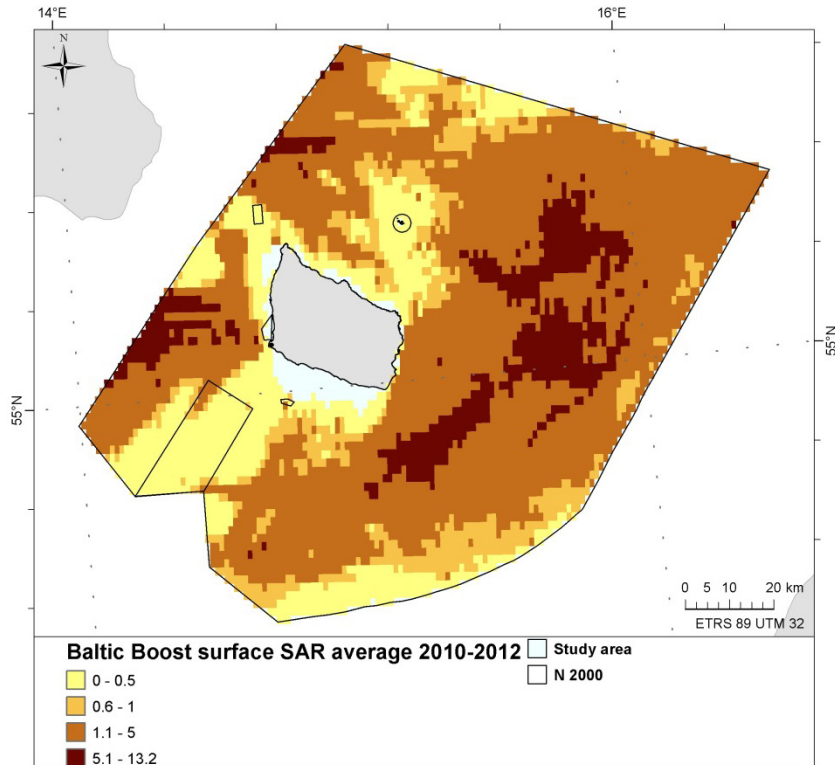 14°E
16°E
N
55°N
55°N
0 5 10 20 km
ETRS 89 UTM 32
Baltic Boost surface SAR average 2010-2012
0 - 0.5
0.6 - 1
1.1 - 5
5.1 - 13.2
Study area
N 2000